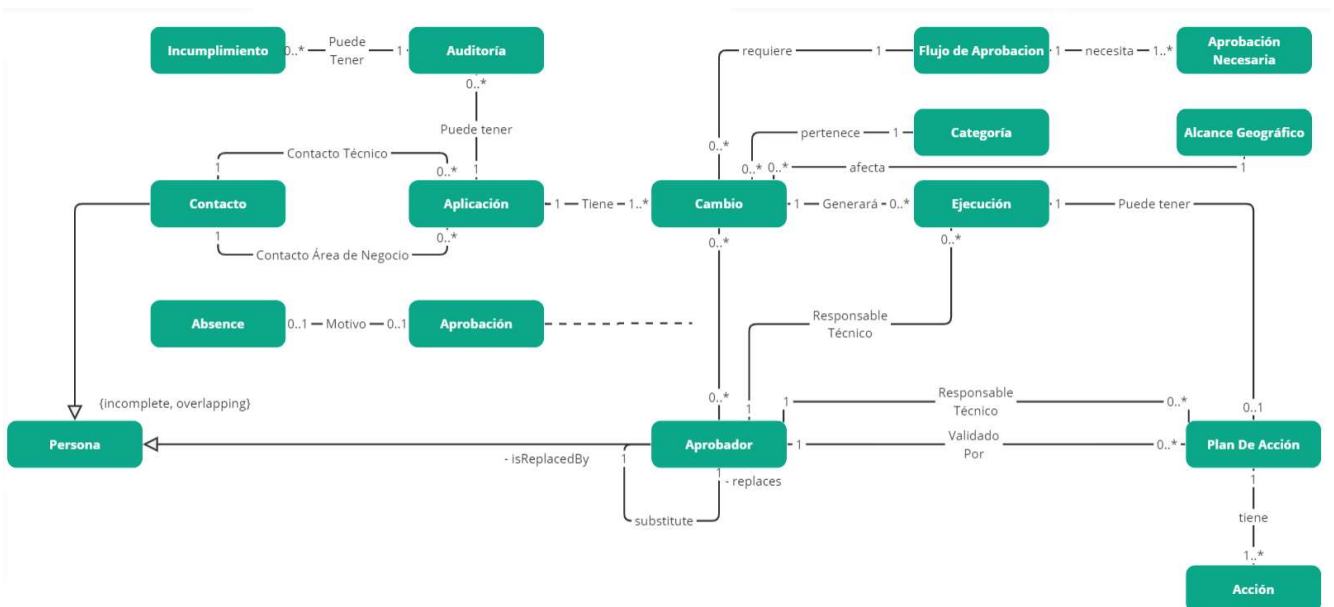 Puede
Tener
Incumplimiento
0..*
1
Auditoría
requiere
1
Flujo de Aprobacion
1
necesita
1..*
Aprobación
Necesaria
0..*
Puede tener
1
pertenece
1
Categoría
Alcance Geográfico
0..*
0..*
0..*
afecta
1
Contacto Técnico
1
0..*
Contacto
Aplicación
1
Tiene
1..*
Cambio
1
Generará
0..*
Ejecución
1
Puede tener
1
0..*
Contacto Área de Negocio
0..*
0..*
Absence
0..1
Motivo
0..1
Aprobación
Responsable
Técnico
{incomplete, overlapping}
0..*
1
1
Responsable
Técnico
0..*
0..1
Persona
- isReplacedBy
1
Aprobador
1
Validado
Por
0..*
Plan De Acción
1
- replaces
substitute
1
tiene
1..*
Acción